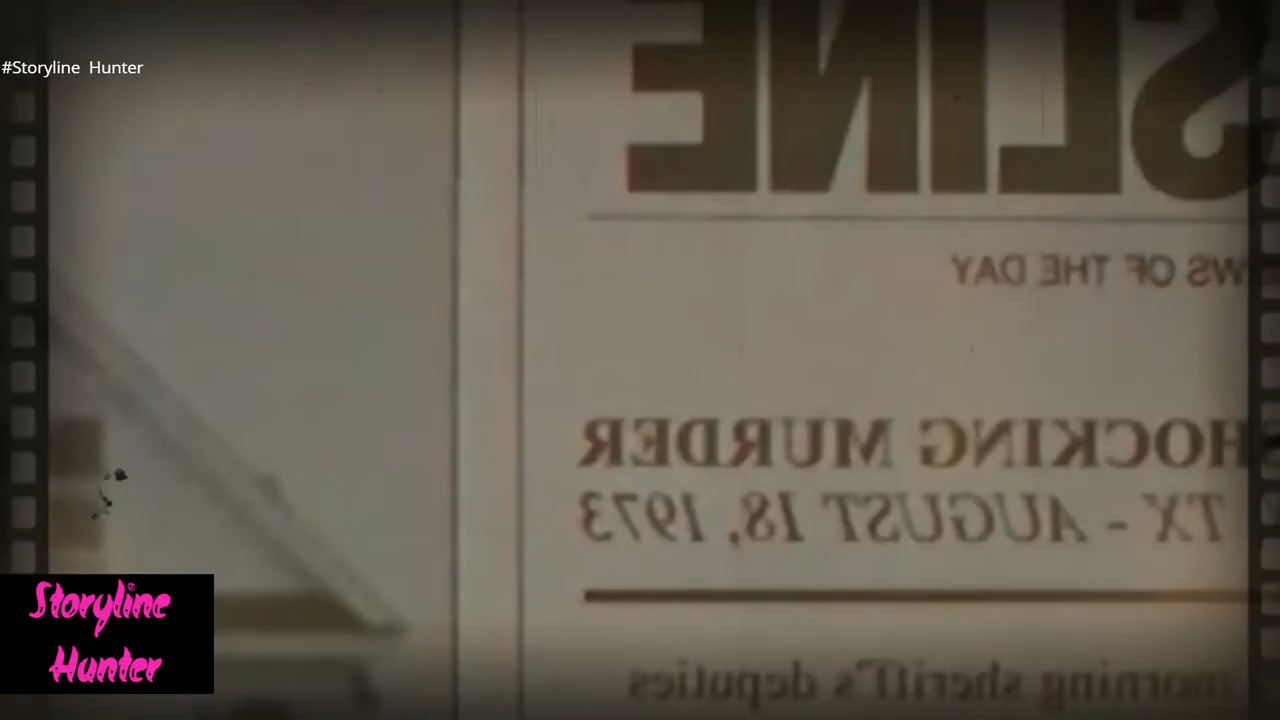 #Storyline Hunter
SLINE
WS OF THE DAY
HOCKING MURDER
TX - AUGUST 18, 1973
morning sheriff's deputies
Storyline
Hunter